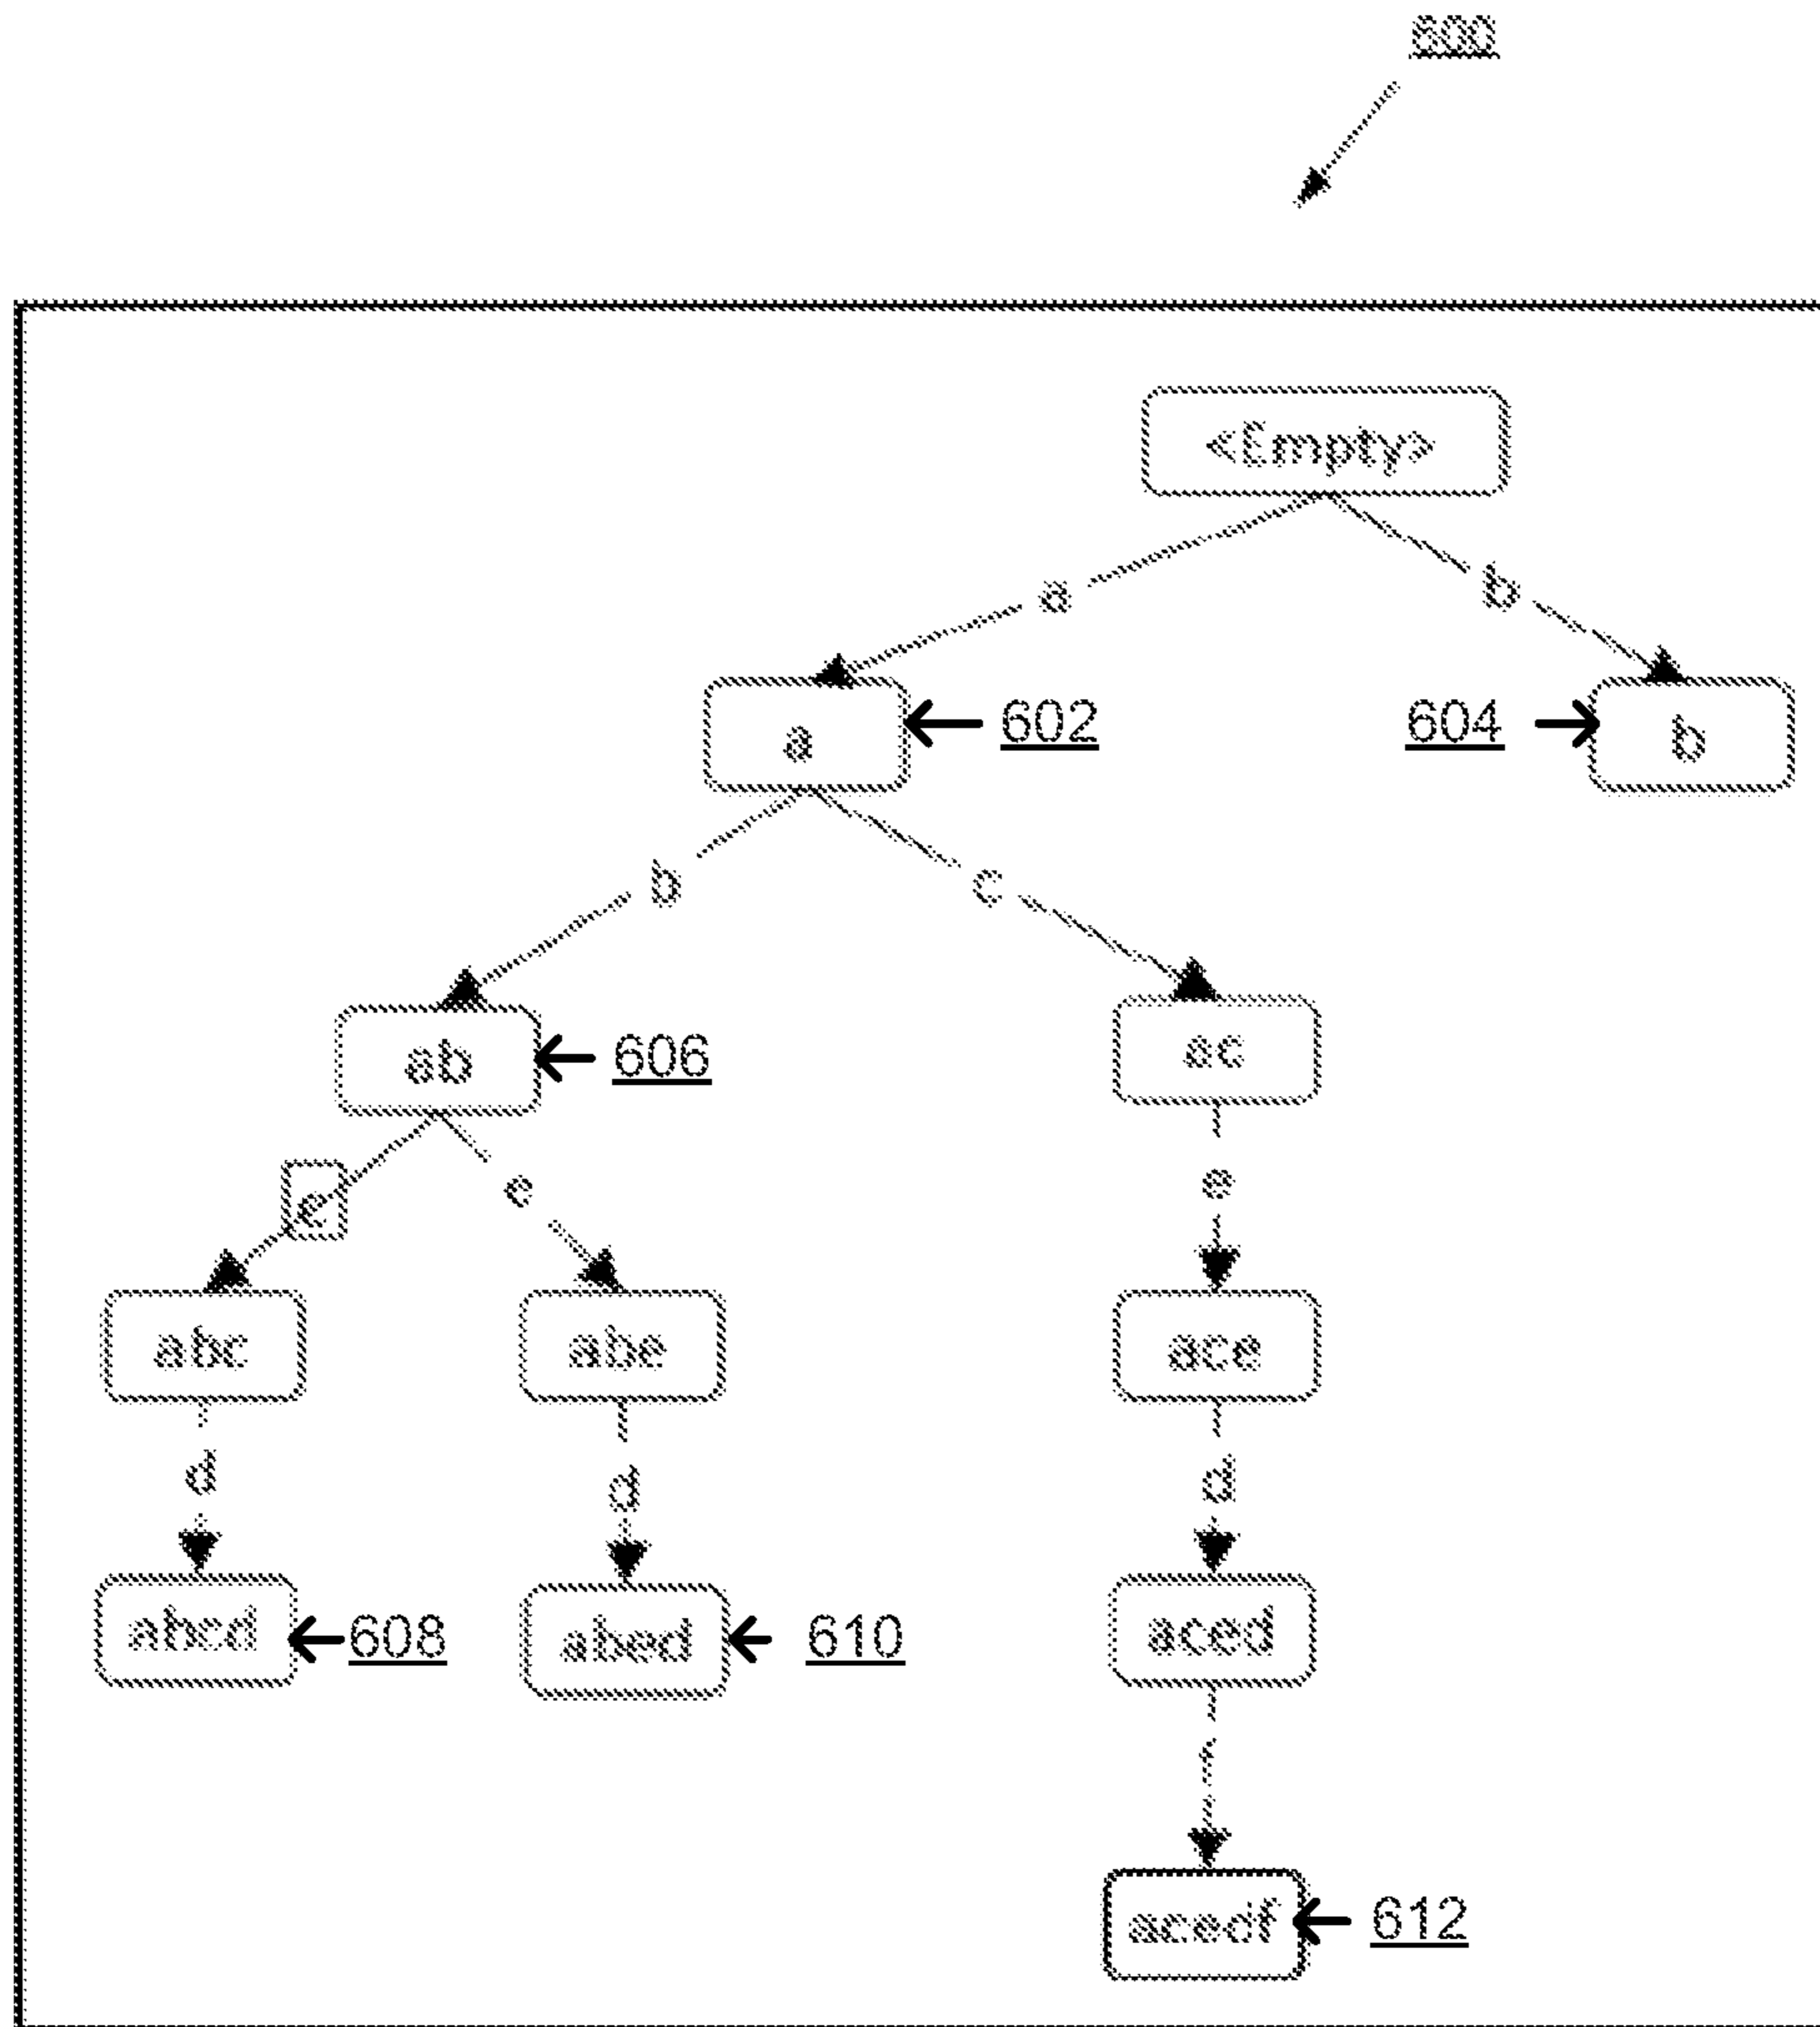 600
<Empty>
a b
a 602 604 b
b c
ab 606 ac
c e e
abc abe ace
d d d
abcd 608 abed 610 aced
f
acedf 612